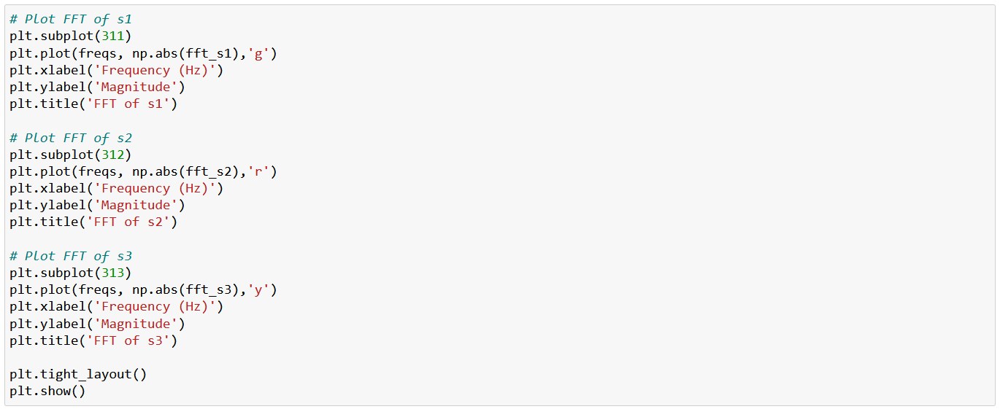 # Plot FFT of s1
plt.subplot(311)
plt.plot(freqs, np.abs(fft_s1),'g')
plt.xlabel('Frequency (Hz)')
plt.ylabel('Magnitude')
plt.title('FFT of s1')

# Plot FFT of s2
plt.subplot(312)
plt.plot(freqs, np.abs(fft_s2),'r')
plt.xlabel('Frequency (Hz)')
plt.ylabel('Magnitude')
plt.title('FFT of s2')

# Plot FFT of s3
plt.subplot(313)
plt.plot(freqs, np.abs(fft_s3),'y')
plt.xlabel('Frequency (Hz)')
plt.ylabel('Magnitude')
plt.title('FFT of s3')

plt.tight_layout()
plt.show()